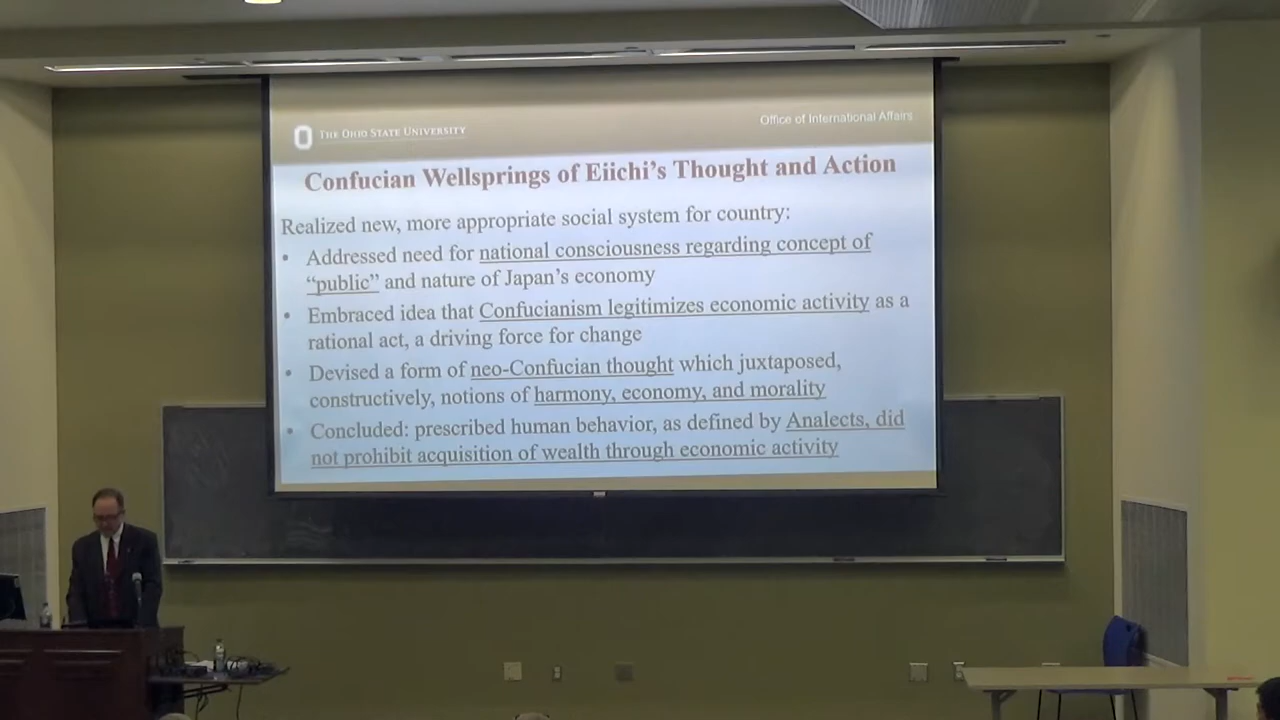 THE OHIO STATE UNIVERSITY
Office of International Affairs
Confucian Wellsprings of Eiichi's Thought and Action
Realized new, more appropriate social system for country:
• Addressed need for national consciousness regarding concept of
"public" and nature of Japan's economy
• Embraced idea that Confucianism legitimizes economic activity as a
rational act, a driving force for change
• Devised a form of neo-Confucian thought which juxtaposed,
constructively, notions of harmony, economy, and morality
• Concluded: prescribed human behavior, as defined by Analects, did
not prohibit acquisition of wealth through economic activity